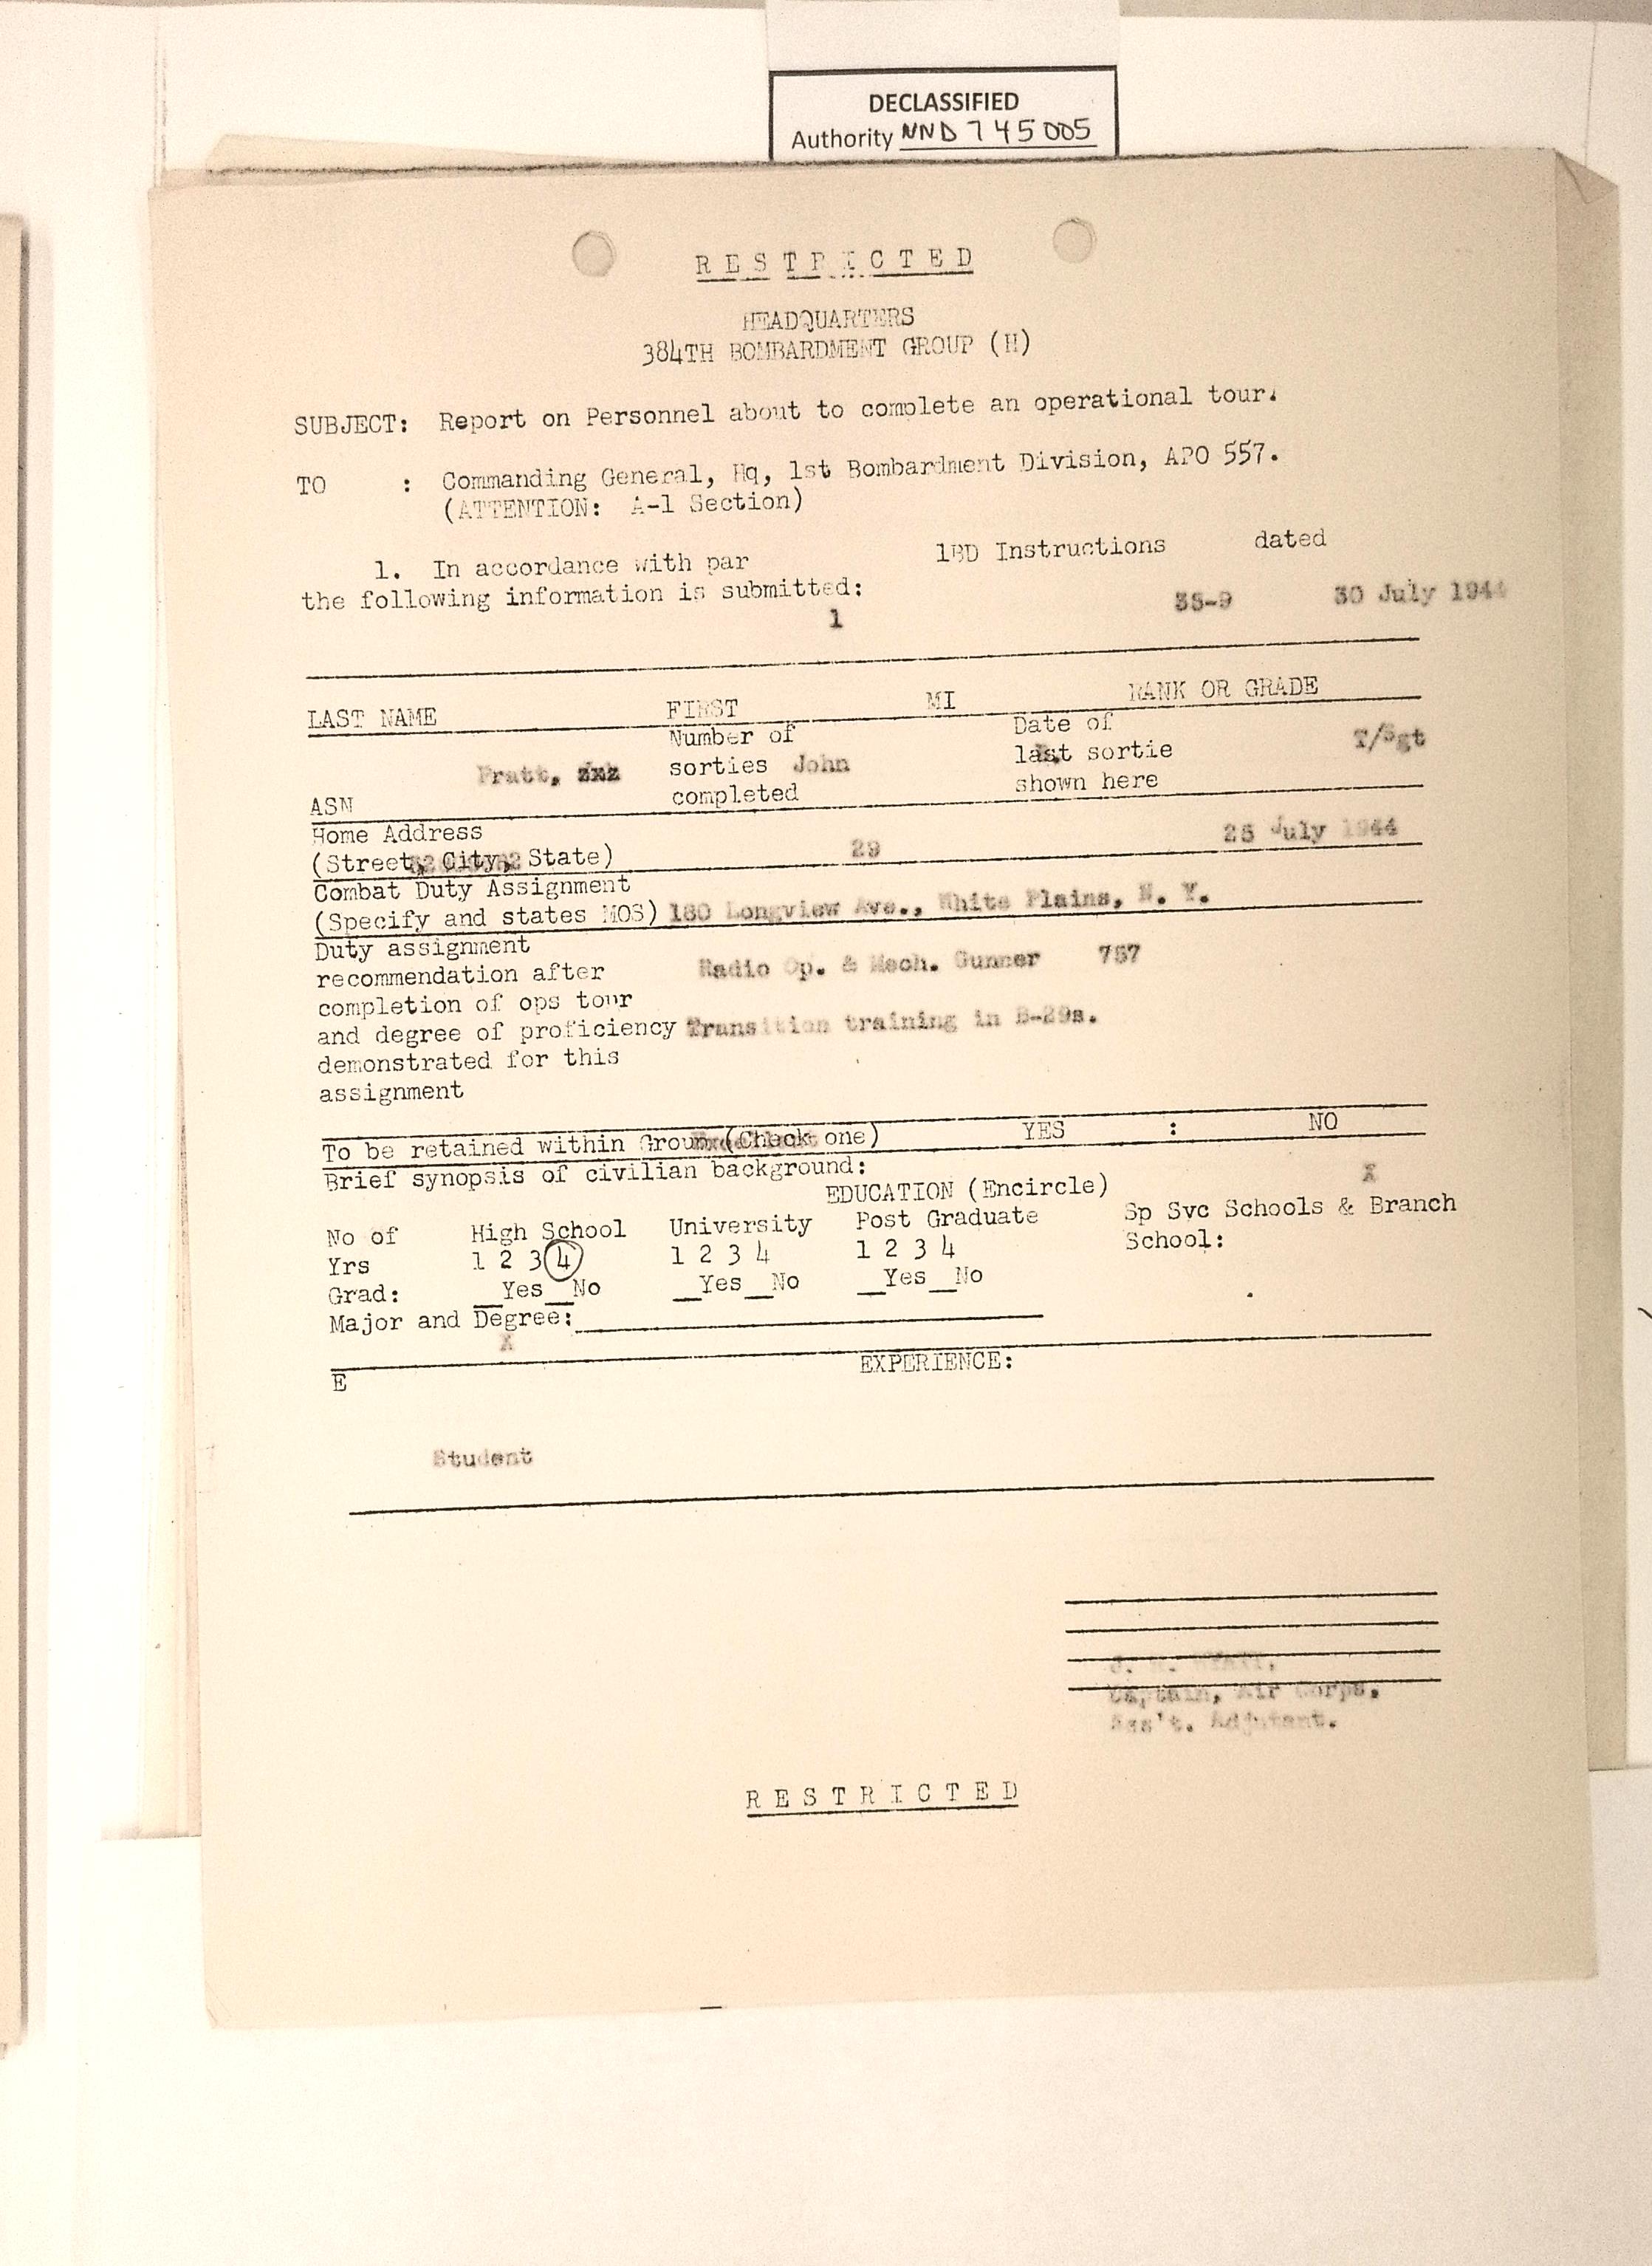 DECLASSIFIED
Authority NND 745005
RESTRICTED
HEADQUARTERS
384TH BOMBARDMENT GROUP (H)
SUBJECT: Report on Personnel about to complete an operational tour.
TO : Commanding General, Hq, 1st Bombardment Division, APO 557.
(ATTENTION: A-1 Section)
1. In accordance with par 1BD Instructions dated
the following information is submitted: 35-9 30 July 1944
1
LAST NAME FIRST MI RANK OR GRADE
Number of Date of
Pratt, sorties John last sortie T/Sgt
ASN completed shown here
Home Address
(Street, City, State) 29 25 July 1944
Combat Duty Assignment
(Specify and states MOS) 180 Longview Ave., White Plains, N. Y.
Duty assignment
recommendation after Radio Op. & Mech. Gunner 757
completion of ops tour
and degree of proficiency Transition training in B-29s.
demonstrated for this
assignment
To be retained within Group (Check one) YES : NO
Brief synopsis of civilian background: X
EDUCATION (Encircle)
No of High School University Post Graduate Sp Svc Schools & Branch
Yrs 1 2 3 4 1 2 3 4 1 2 3 4 School:
Grad: __Yes__No __Yes__No __Yes__No
Major and Degree:
X
E EXPERIENCE:
Student
Captain, Air Corps,
Ass't. Adjutant.
RESTRICTED